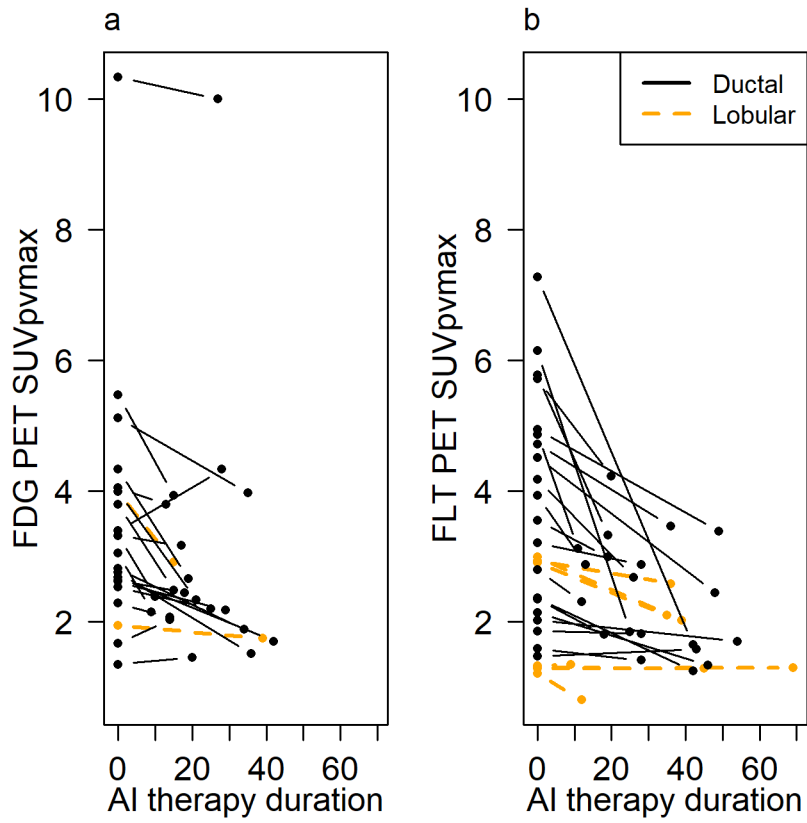 a
b
FDG PET SUVpvmax
10
8
6
4
2
0
20
40
60
AI therapy duration
FLT PET SUVpvmax
10
8
6
4
2
0
20
40
60
AI therapy duration
Ductal
Lobular